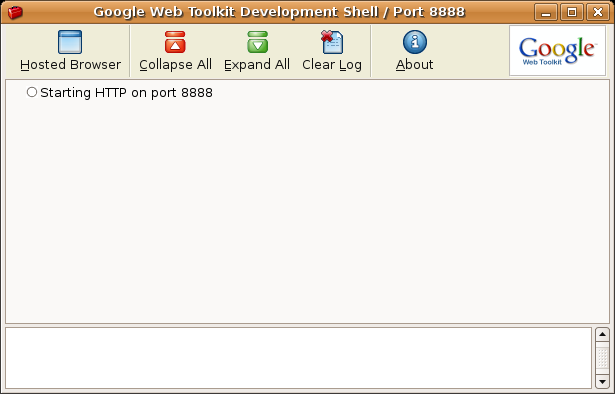 Google Web Toolkit Development Shell / Port 8888
Hosted Browser Collapse All Expand All Clear Log About
Google™
Web Toolkit
Starting HTTP on port 8888